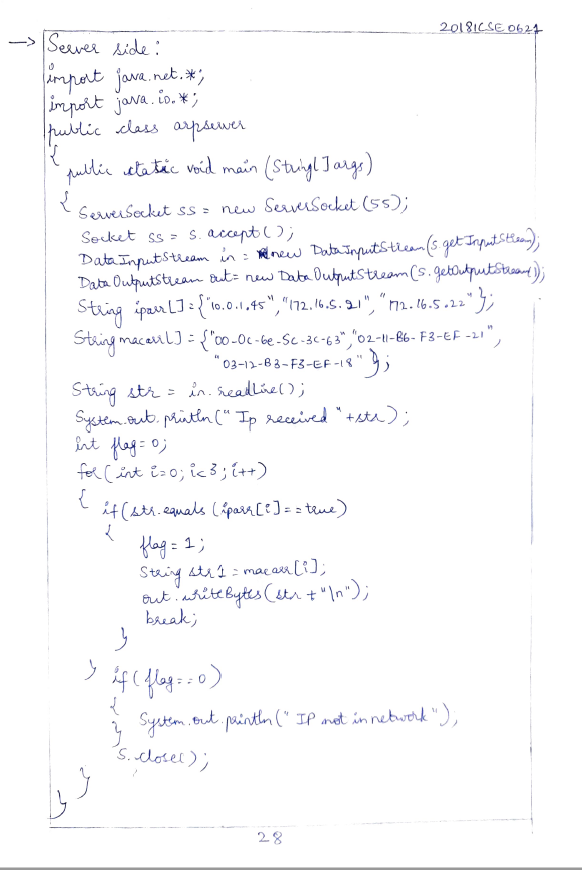 20181CSE0621
→ Server side :
import java.net.*;
import java.io.*;
public class arpserver
{
public static void main (String[] args)
{ ServerSocket ss = new ServerSocket (55);
Socket ss = s. accept( );
DataInputStream in = new DataInputStream(s.getInputStream);
DataOutputStream out= new DataOutputStream(s.getOutputStream());
String iparr[]={"10.0.1.45", "172.16.5.21", "172.16.5.22" };
String macarr[] = {"00-0c-6e-5c-3c-63", "02-11-B6-F3-EF-21",
"03-12-B3-F3-EF-18" };
String str = in.readLine();
System.out.println(" Ip received "+str);
int flag=0;
for( int i=0; i<3; i++)
{ if(str.equals (iparr[i]==true)
{
flag = 1;
String str1 = macarr[i];
out.writeBytes(str +"\n");
break;
}
} if( flag==0)
{
System.out.println(" IP not in network"),
}
s.close();
}
}
28